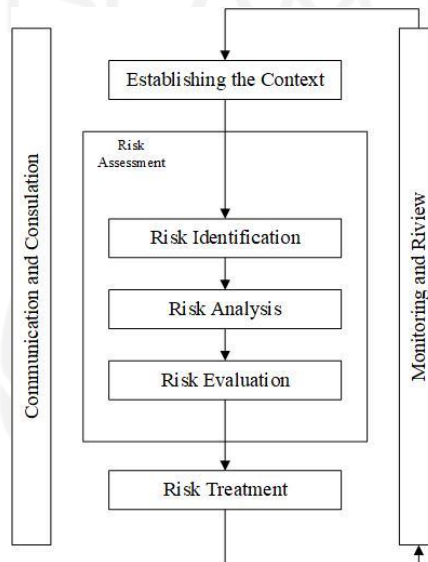 Establishing the Context
Risk
Assessment
Risk Identification
Risk Analysis
Risk Evaluation
Risk Treatment
Communication and Consulation
Monitoring and Riview